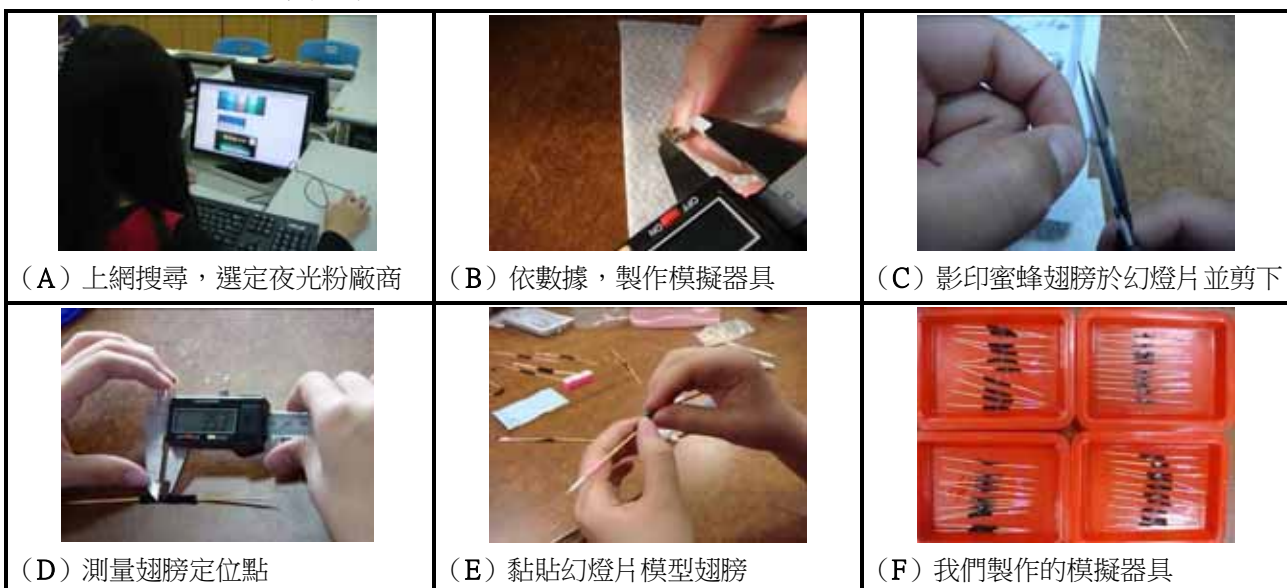 （A）上網搜尋，選定夜光粉廠商
（B）依數據，製作模擬器具
（C）影印蜜蜂翅膀於幻燈片並剪下
OFF
ON
（D）測量翅膀定位點
（E）黏貼幻燈片模型翅膀
（F）我們製作的模擬器具